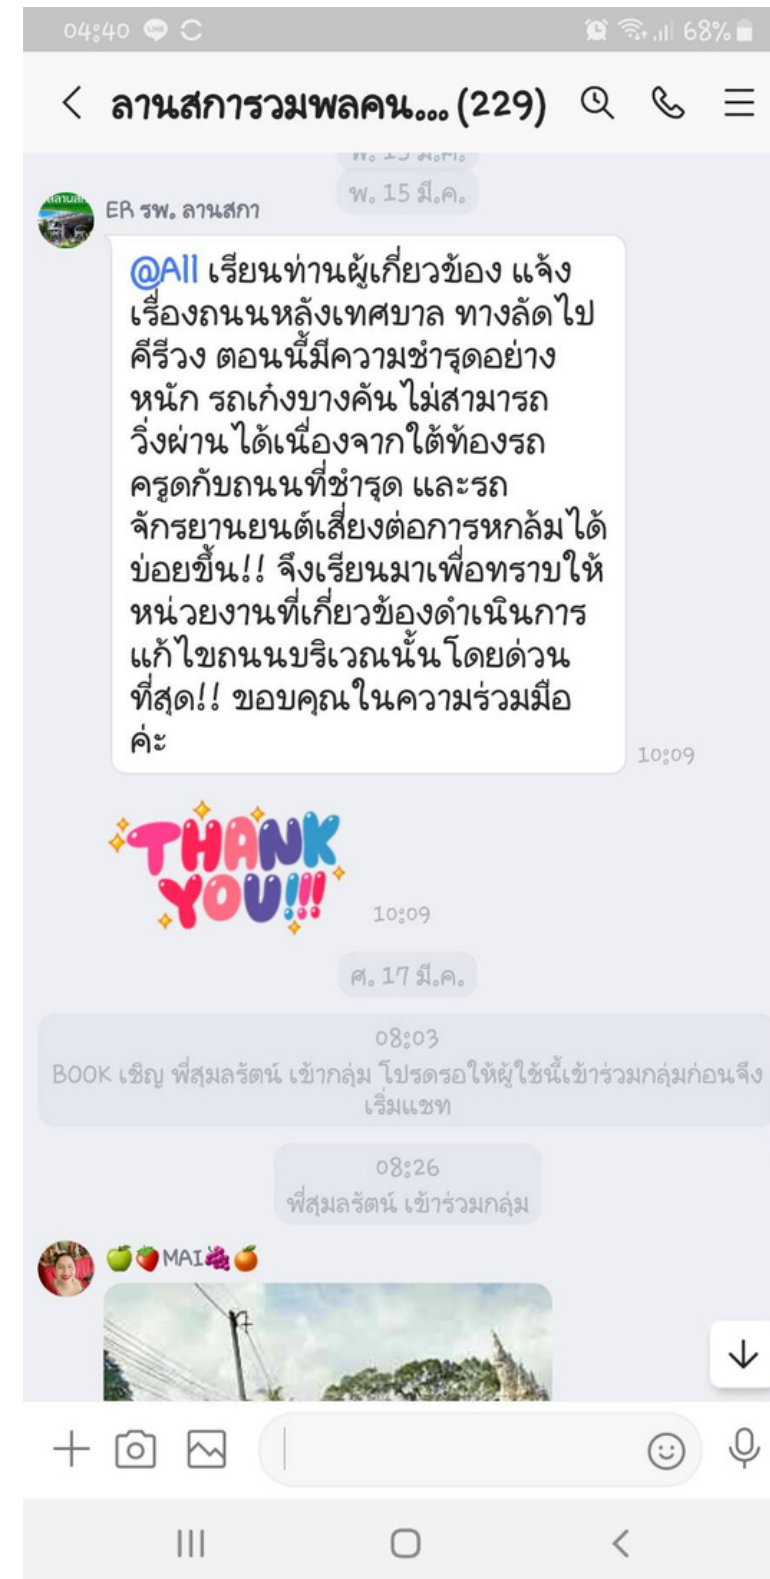 04:40
68%
ลานสการวมพลคน... (229)
พ. 15 มี.ค.
พ. 15 มี.ค.
ER รพ. ลานสกา
@All เรียนท่านผู้เกี่ยวข้อง แจ้ง
เรื่องถนนหลังเทศบาล ทางลัดไป
คีรีวง ตอนนี้มีความชำรุดอย่าง
หนัก รถเก๋งบางคันไม่สามารถ
วิ่งผ่านได้เนื่องจากใต้ท้องรถ
ครูดกับถนนที่ชำรุด และรถ
จักรยานยนต์เสี่ยงต่อการหกล้มได้
บ่อยขึ้น!! จึงเรียนมาเพื่อทราบให้
หน่วยงานที่เกี่ยวข้องดำเนินการ
แก้ไขถนนบริเวณนั้นโดยด่วน
ที่สุด!! ขอบคุณในความร่วมมือ
ค่ะ
10:09
THANK
YOU!!!
10:09
ศ. 17 มี.ค.
08:03
BOOK เชิญ พี่สุมลรัตน์ เข้ากลุ่ม โปรดรอให้ผู้ใช้นี้เข้าร่วมกลุ่มก่อนจึง
เริ่มแชท
08:26
พี่สุมลรัตน์ เข้าร่วมกลุ่ม
🍏🍓MAI🍇🍊